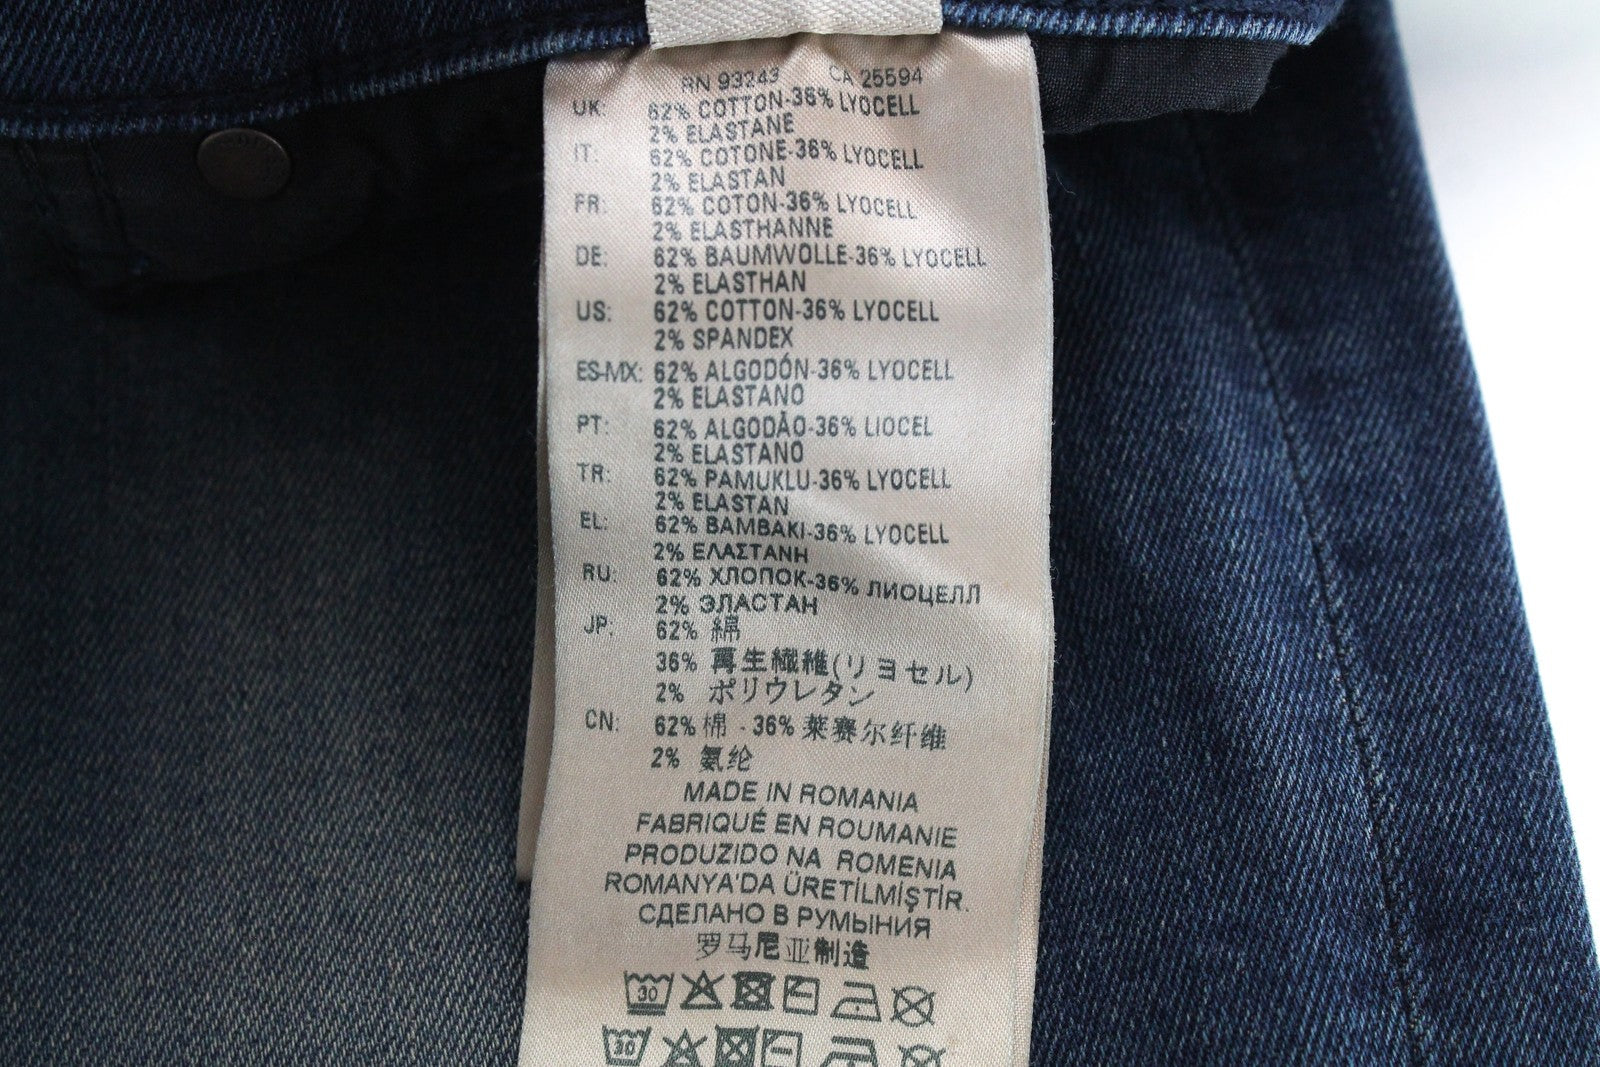 RN 93243 CA 25594
UK: 62% COTTON-36% LYOCELL
2% ELASTANE
IT: 62% COTONE-36% LYOCELL
2% ELASTAN
FR: 62% COTON-36% LYOCELL
2% ELASTHANNE
DE: 62% BAUMWOLLE-36% LYOCELL
2% ELASTHAN
US: 62% COTTON-36% LYOCELL
2% SPANDEX
ES-MX: 62% ALGODÓN-36% LYOCELL
2% ELASTANO
PT: 62% ALGODÃO-36% LIOCEL
2% ELASTANO
TR: 62% PAMUKLU-36% LYOCELL
2% ELASTAN
EL: 62% ΒΑΜΒΑΚΙ-36% LYOCELL
2% ΕΛΑΣΤΑΝΗ
RU: 62% ХЛОПОК-36% ЛИОЦЕЛЛ
2% ЭЛАСТАН
JP: 62% 綿
36% 再生繊維(リヨセル)
2% ポリウレタン
CN: 62% 棉 - 36% 莱赛尔纤维
2% 氨纶
MADE IN ROMANIA
FABRIQUÉ EN ROUMANIE
PRODUZIDO NA ROMENIA
ROMANYA'DA ÜRETİLMİŞTİR.
СДЕЛАНО В РУМЫНИЯ
罗马尼亚制造
30
30